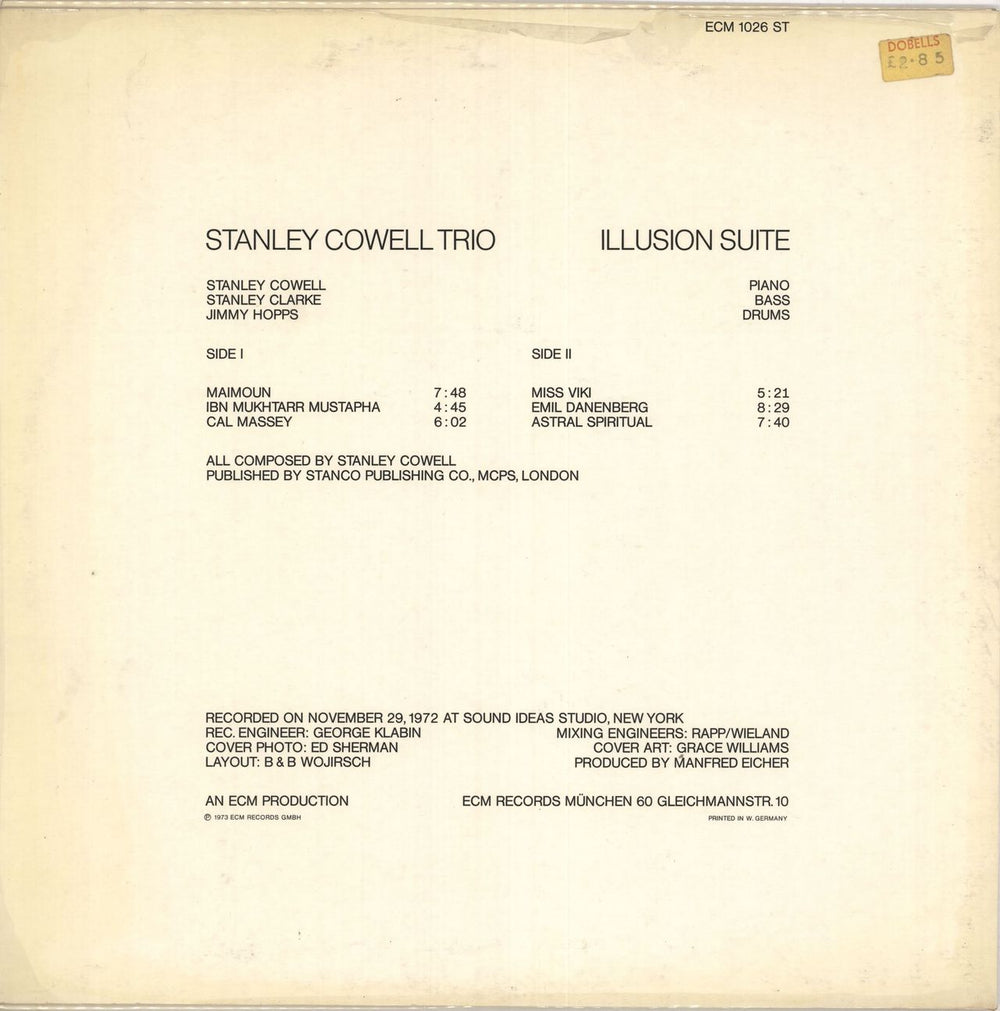 ECM 1026 ST
DOBELLS
£2·85
STANLEY COWELL TRIO ILLUSION SUITE
STANLEY COWELL PIANO
STANLEY CLARKE BASS
JIMMY HOPPS DRUMS
SIDE I SIDE II
MAIMOUN 7:48 MISS VIKI 5:21
IBN MUKHTARR MUSTAPHA 4:45 EMIL DANENBERG 8:29
CAL MASSEY 6:02 ASTRAL SPIRITUAL 7:40
ALL COMPOSED BY STANLEY COWELL
PUBLISHED BY STANCO PUBLISHING CO., MCPS, LONDON
RECORDED ON NOVEMBER 29, 1972 AT SOUND IDEAS STUDIO, NEW YORK
REC. ENGINEER: GEORGE KLABIN MIXING ENGINEERS: RAPP/WIELAND
COVER PHOTO: ED SHERMAN COVER ART: GRACE WILLIAMS
LAYOUT: B & B WOJIRSCH PRODUCED BY MANFRED EICHER
AN ECM PRODUCTION ECM RECORDS MÜNCHEN 60 GLEICHMANNSTR. 10
℗ 1973 ECM RECORDS GMBH PRINTED IN W. GERMANY